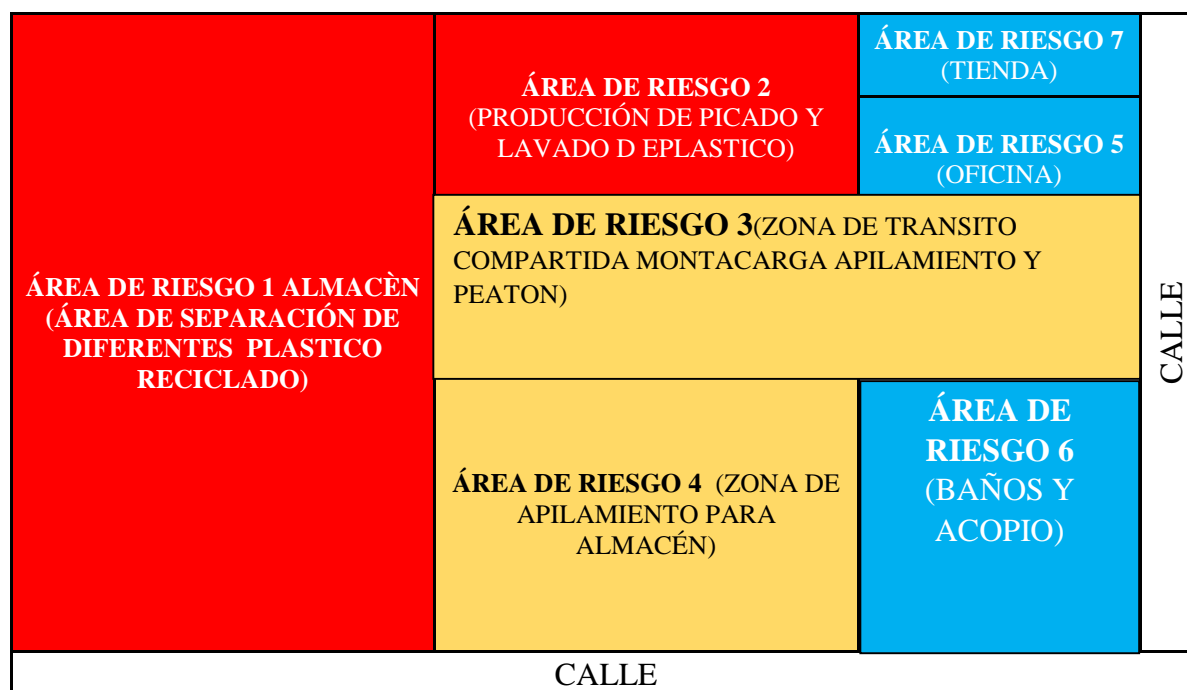 ÁREA DE RIESGO 1 ALMACÈN
(ÁREA DE SEPARACIÓN DE
DIFERENTES PLASTICO
RECICLADO)
ÁREA DE RIESGO 2
(PRODUCCIÓN DE PICADO Y
LAVADO D EPLASTICO)
ÁREA DE RIESGO 7
(TIENDA)
ÁREA DE RIESGO 5
(OFICINA)
ÁREA DE RIESGO 3(ZONA DE TRANSITO
COMPARTIDA MONTACARGA APILAMIENTO Y
PEATON)
ÁREA DE RIESGO 4 (ZONA DE
APILAMIENTO PARA
ALMACÉN)
ÁREA DE
RIESGO 6
(BAÑOS Y
ACOPIO)
CALLE
CALLE